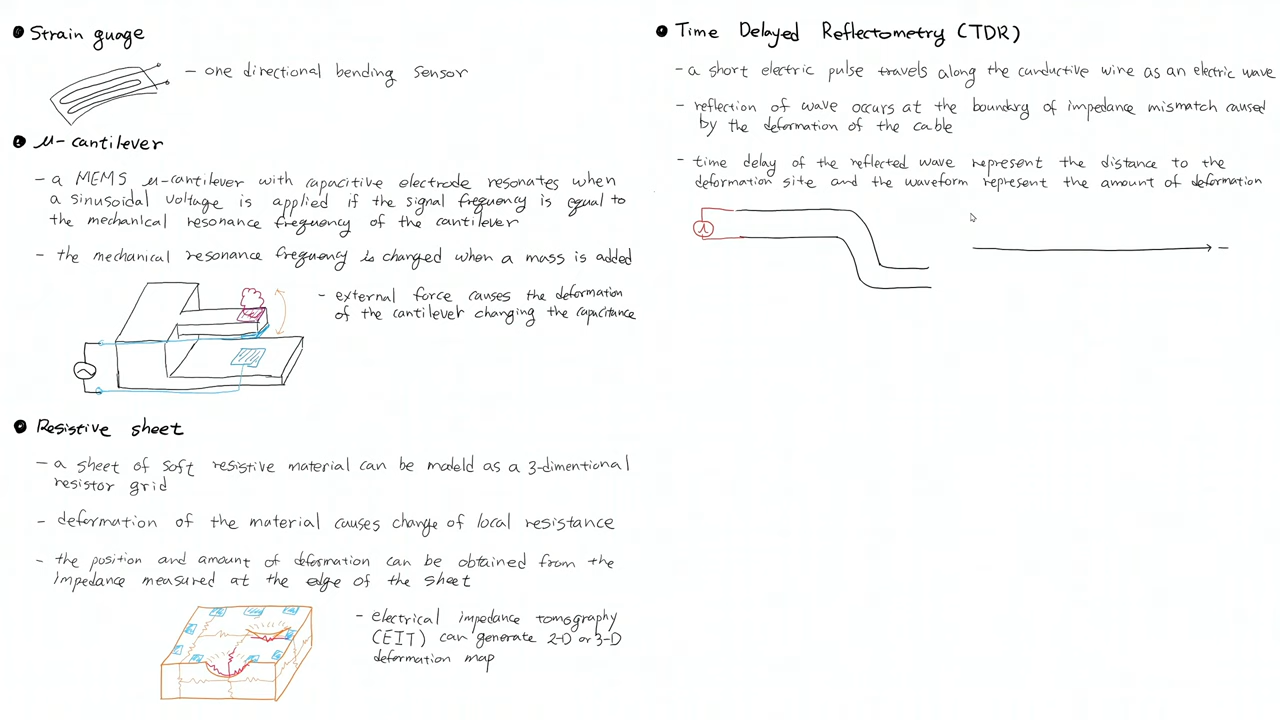 Strain guage
- one directional bending sensor
μ-cantilever
- a MEMS μ-cantilever with capacitive electrode resonates when
a sinusoidal voltage is applied if the signal frequency is equal to
the mechanical resonance frequency of the cantilever
- the mechanical resonance frequency is changed when a mass is added
- external force causes the deformation
of the cantilever changing the capacitance
Resistive sheet
- a sheet of soft resistive material can be modeld as a 3-dimentional
resistor grid
- deformation of the material causes change of local resistance
- the position and amount of deformation can be obtained from the
impedance measured at the edge of the sheet
- electrical impedance tomography
(EIT) can generate 2-D or 3-D
deformation map
Time Delayed Reflectometry (TDR)
- a short electric pulse travels along the conductive wire as an electric wave
- reflection of wave occurs at the boundary of impedance mismatch caused
by the deformation of the cable
- time delay of the reflected wave represent the distance to the
deformation site and the waveform represent the amount of deformation